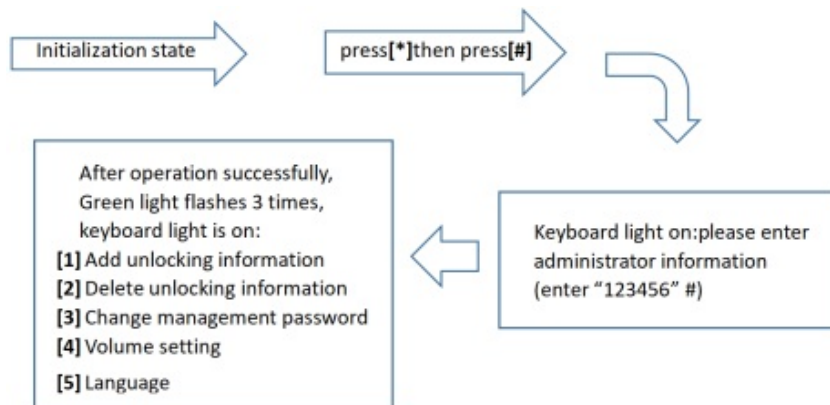 Initialization state
press[*]then press[#]
Keyboard light on:please enter
administrator information
(enter “123456” #)
After operation successfully,
Green light flashes 3 times,
keyboard light is on:
[1] Add unlocking information
[2] Delete unlocking information
[3] Change management password
[4] Volume setting
[5] Language